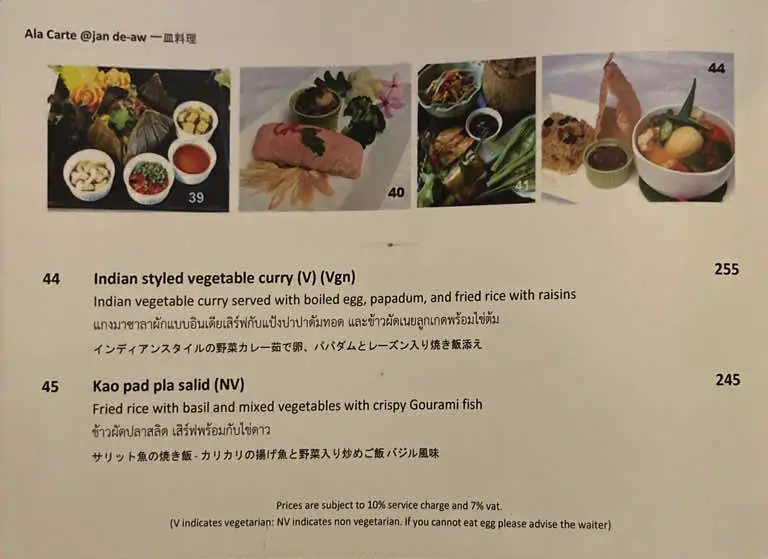 Ala Carte @jan de-aw 一皿料理
39
40
41
44
44 Indian styled vegetable curry (V) (Vgn) 255
Indian vegetable curry served with boiled egg, papadum, and fried rice with raisins
แกงมาซาลาผักแบบอินเดียเสิร์ฟกับแป้งปาปาดัมทอด และข้าวผัดเนยลูกเกดพร้อมไข่ต้ม
インディアンスタイルの野菜カレー茹で卵、パパダムとレーズン入り焼き飯添え
45 Kao pad pla salid (NV) 245
Fried rice with basil and mixed vegetables with crispy Gourami fish
ข้าวผัดปลาสลิด เสิร์ฟพร้อมกับไข่ดาว
サリット魚の焼き飯 - カリカリの揚げ魚と野菜入り炒めご飯 バジル風味
Prices are subject to 10% service charge and 7% vat.
(V indicates vegetarian: NV indicates non vegetarian. If you cannot eat egg please advise the waiter)